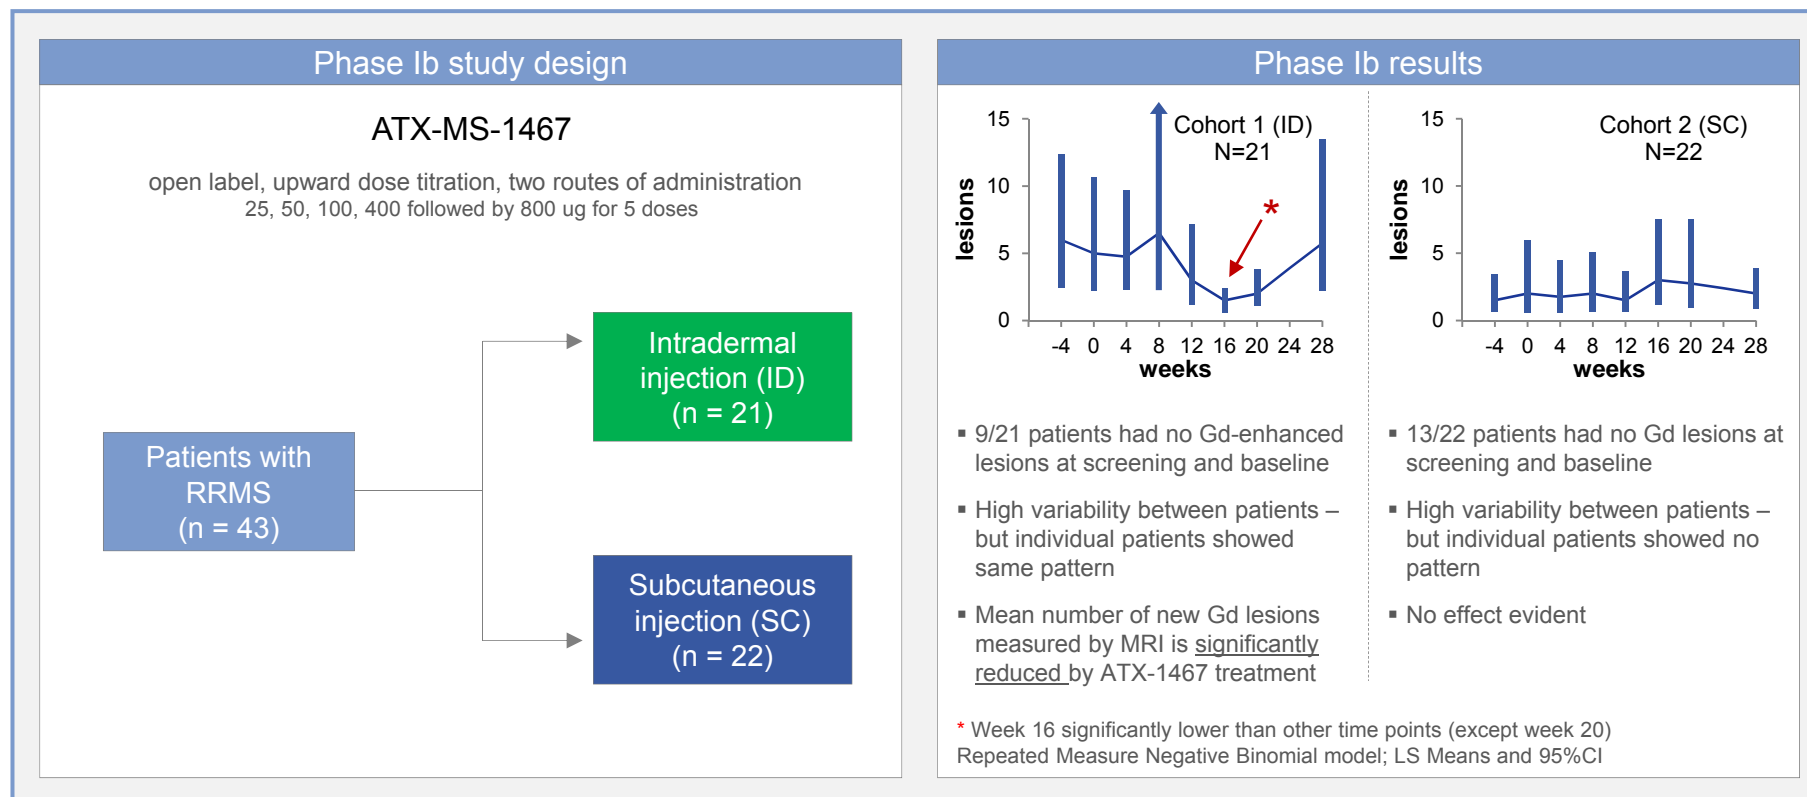 Phase Ib study design
ATX-MS-1467
open label, upward dose titration, two routes of administration
25, 50, 100, 400 followed by 800 ug for 5 doses
Patients with
RRMS
(n = 43)
Intradermal
injection (ID)
(n = 21)
Subcutaneous
injection (SC)
(n = 22)
Phase Ib results
Cohort 1 (ID)
N=21
lesions
15
10
5
0
*
-4 0 4 8 12 16 20 24 28
weeks
▪ 9/21 patients had no Gd-enhanced
lesions at screening and baseline
▪ High variability between patients –
but individual patients showed
same pattern
▪ Mean number of new Gd lesions
measured by MRI is significantly
reduced by ATX-1467 treatment
Cohort 2 (SC)
N=22
lesions
15
10
5
0
-4 0 4 8 12 16 20 24 28
weeks
▪ 13/22 patients had no Gd lesions at
screening and baseline
▪ High variability between patients –
but individual patients showed no
pattern
▪ No effect evident
* Week 16 significantly lower than other time points (except week 20)
Repeated Measure Negative Binomial model; LS Means and 95%CI